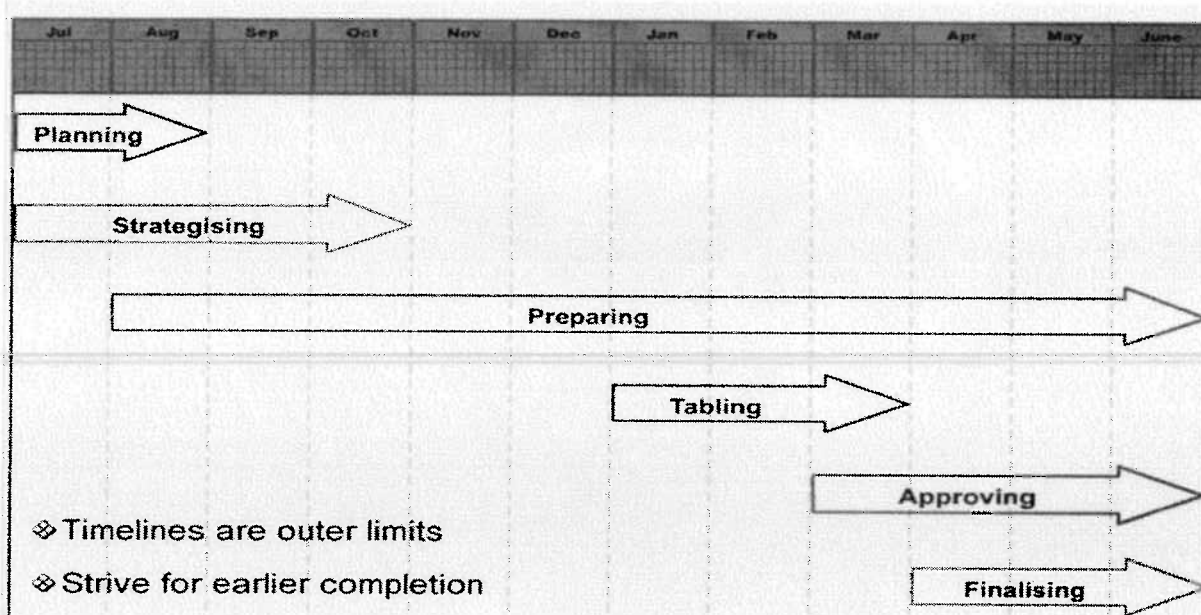 Jul Aug Sep Oct Nov Dec Jan Feb Mar Apr May June
Planning
Strategising
Preparing
Tabling
Approving
Timelines are outer limits
Strive for earlier completion
Finalising